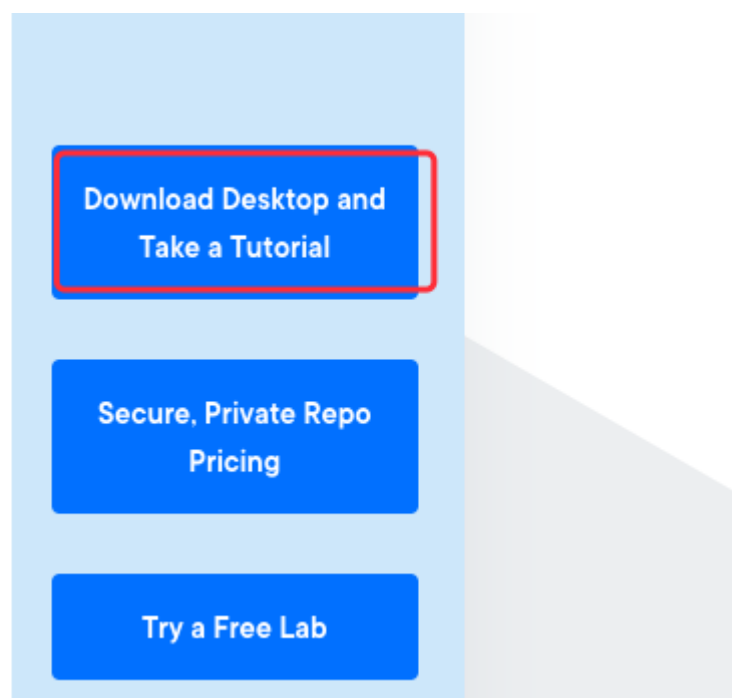 Download Desktop and
Take a Tutorial
Secure, Private Repo
Pricing
Try a Free Lab